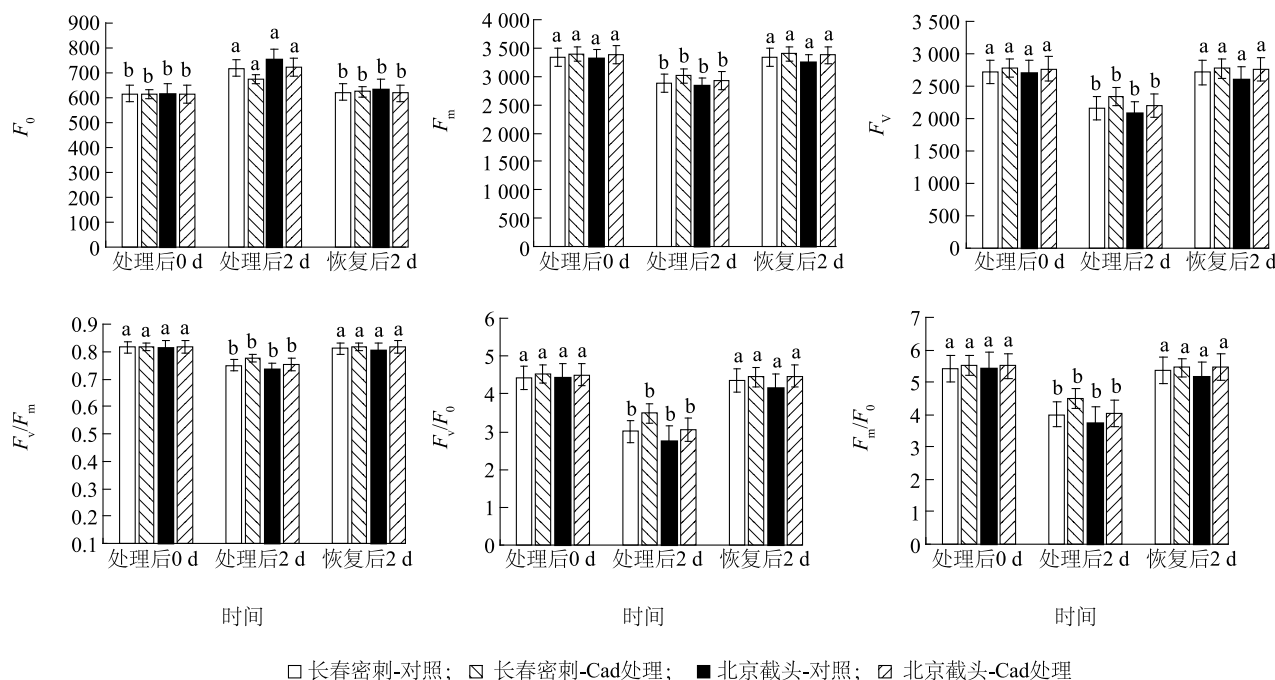 900
800
700
600
500
400
300
200
100
0
F0
b b b b
a a a a
b b b b
处理后0 d 处理后2 d 恢复后2 d
4 000
3 500
3 000
2 500
2 000
1 500
1 000
500
0
Fm
a a a a
b b b b
a a a a
处理后0 d 处理后2 d 恢复后2 d
3 500
3 000
2 500
2 000
1 500
1 000
500
0
FV
a a a a
b b b b
a a a a
处理后0 d 处理后2 d 恢复后2 d
0.9
0.8
0.7
0.6
0.5
0.4
0.3
0.2
0.1
Fv/Fm
a a a a
b b b b
a a a a
处理后0 d 处理后2 d 恢复后2 d
时间
6
5
4
3
2
1
0
Fv/F0
a a a a
b b b b
a a a a
处理后0 d 处理后2 d 恢复后2 d
时间
7
6
5
4
3
2
1
0
Fm/F0
a a a a
b b b b
a a a a
处理后0 d 处理后2 d 恢复后2 d
时间
长春密刺-对照; 长春密刺-Cad处理; 北京截头-对照; 北京截头-Cad处理